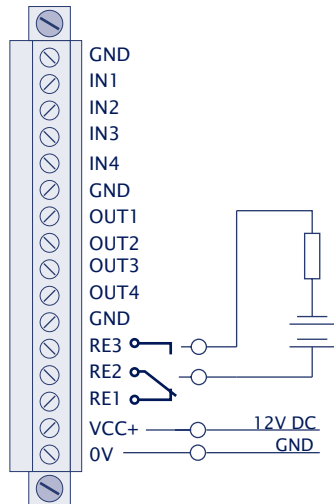 GND
IN1
IN2
IN3
IN4
GND
OUT1
OUT2
OUT3
OUT4
GND
RE3
RE2
RE1
VCC+ 12V DC
0V GND